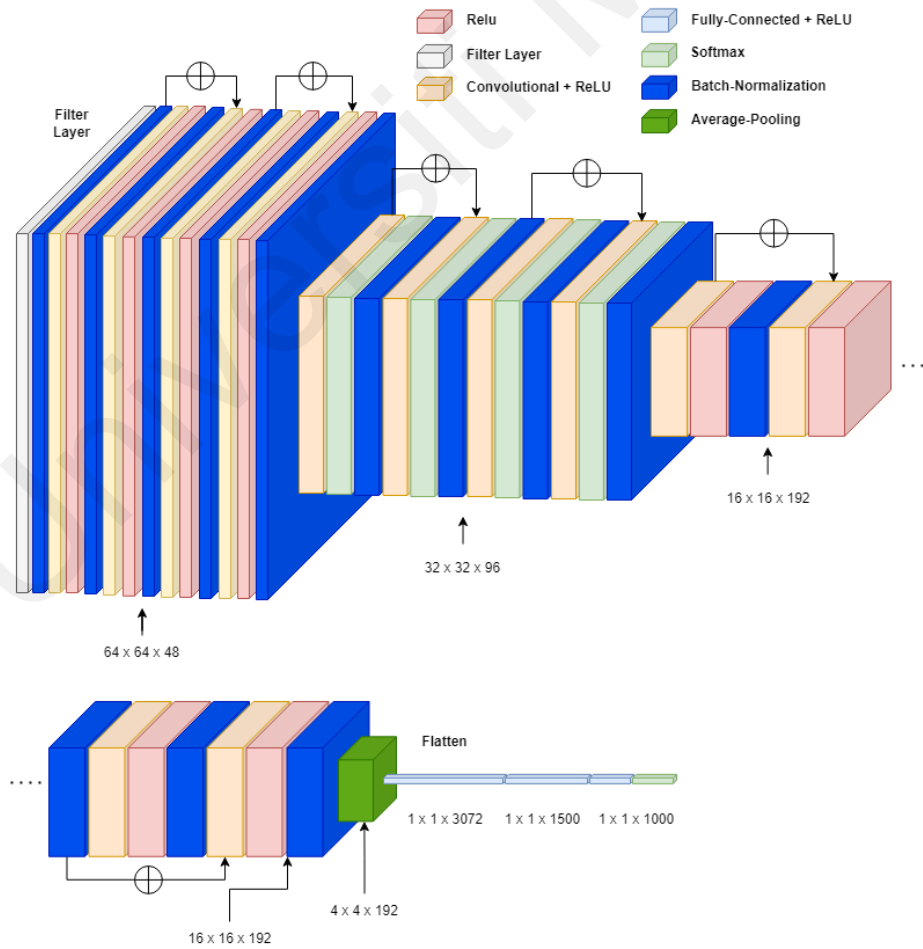 Relu
Filter Layer
Convolutional + ReLU
Fully-Connected + ReLU
Softmax
Batch-Normalization
Average-Pooling
Filter
Layer
64 x 64 x 48
32 x 32 x 96
16 x 16 x 192
...
....
Flatten
1 x 1 x 3072
1 x 1 x 1500
1 x 1 x 1000
4 x 4 x 192
16 x 16 x 192
Universiti